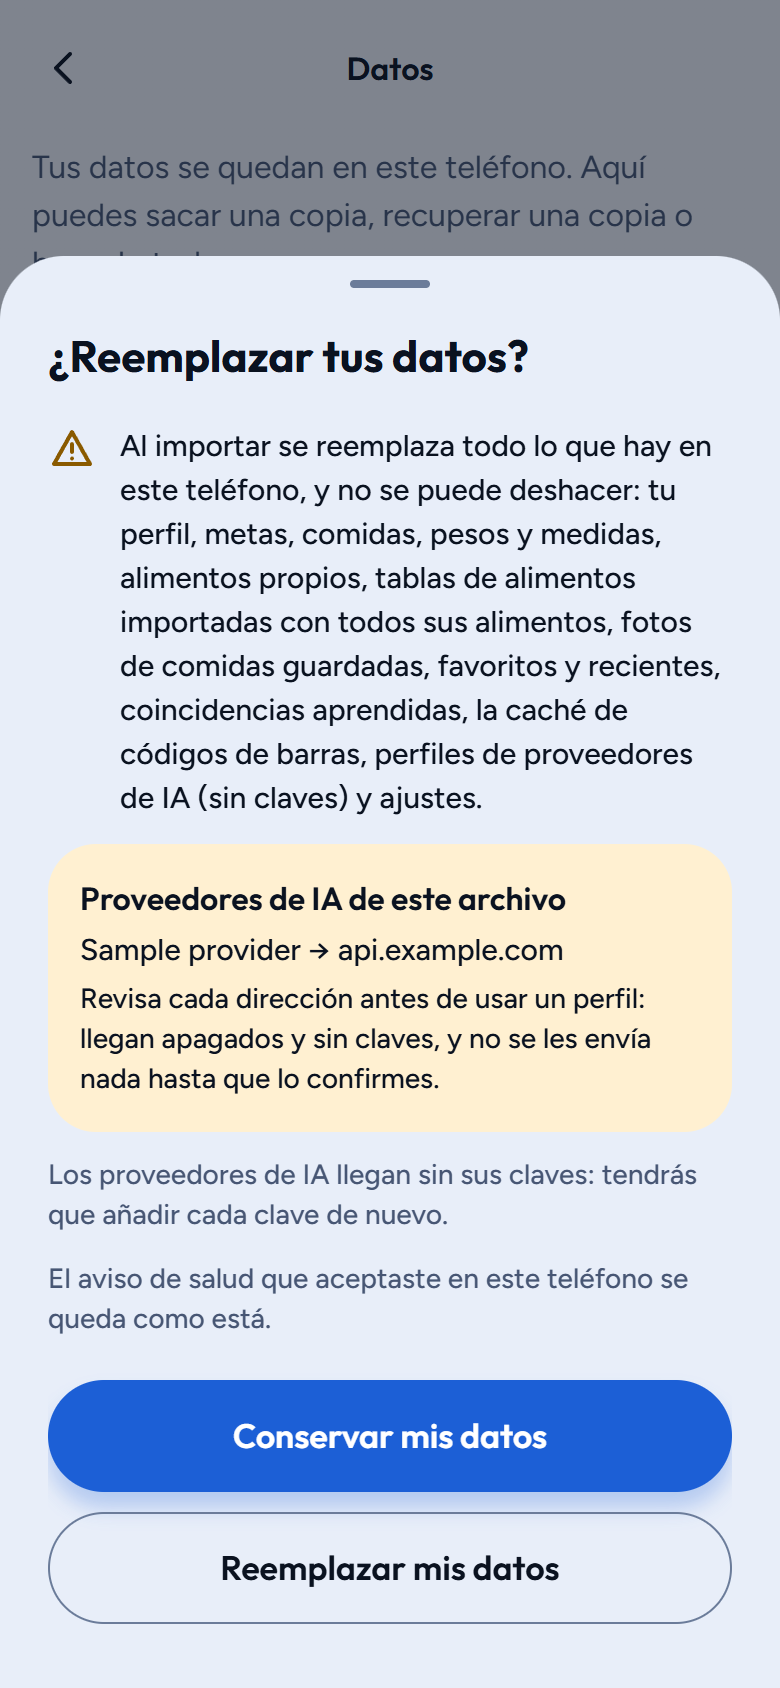 Datos
Tus datos se quedan en este teléfono. Aquí
puedes sacar una copia, recuperar una copia o
¿Reemplazar tus datos?
Al importar se reemplaza todo lo que hay en
este teléfono, y no se puede deshacer: tu
perfil, metas, comidas, pesos y medidas,
alimentos propios, tablas de alimentos
importadas con todos sus alimentos, fotos
de comidas guardadas, favoritos y recientes,
coincidencias aprendidas, la caché de
códigos de barras, perfiles de proveedores
de IA (sin claves) y ajustes.
Proveedores de IA de este archivo
Sample provider → api.example.com
Revisa cada dirección antes de usar un perfil:
llegan apagados y sin claves, y no se les envía
nada hasta que lo confirmes.
Los proveedores de IA llegan sin sus claves: tendrás
que añadir cada clave de nuevo.
El aviso de salud que aceptaste en este teléfono se
queda como está.
Conservar mis datos
Reemplazar mis datos